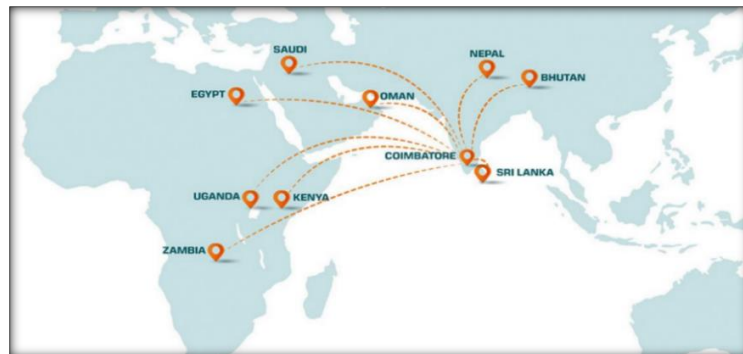 SAUDI
NEPAL
BHUTAN
EGYPT
OMAN
COIMBATORE
SRI LANKA
UGANDA
KENYA
ZAMBIA